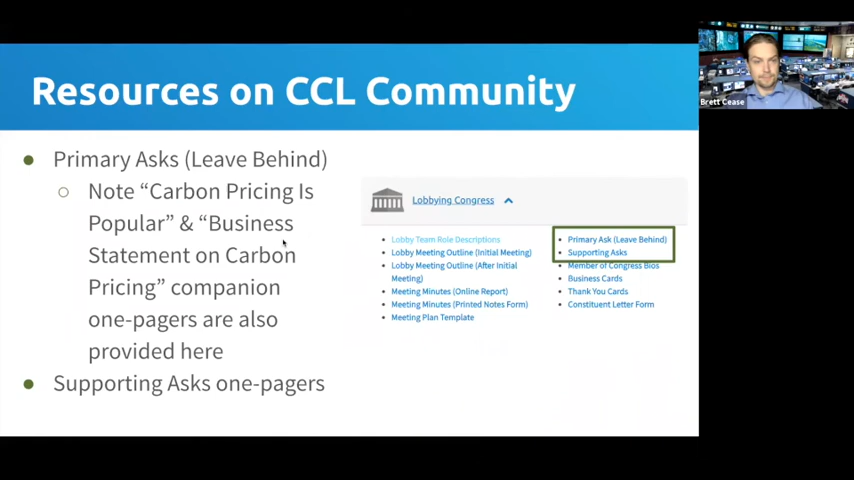 Resources on CCL Community
Brett Cease
● Primary Asks (Leave Behind)
○ Note “Carbon Pricing Is
Popular” & “Business
Statement on Carbon
Pricing” companion
one-pagers are also
provided here
● Supporting Asks one-pagers
Lobbying Congress
• Lobby Team Role Descriptions
• Lobby Meeting Outline (Initial Meeting)
• Lobby Meeting Outline (After Initial
Meeting)
• Meeting Minutes (Online Report)
• Meeting Minutes (Printed Notes Form)
• Meeting Plan Template
• Primary Ask (Leave Behind)
• Supporting Asks
• Member of Congress Bios
• Business Cards
• Thank You Cards
• Constituent Letter Form